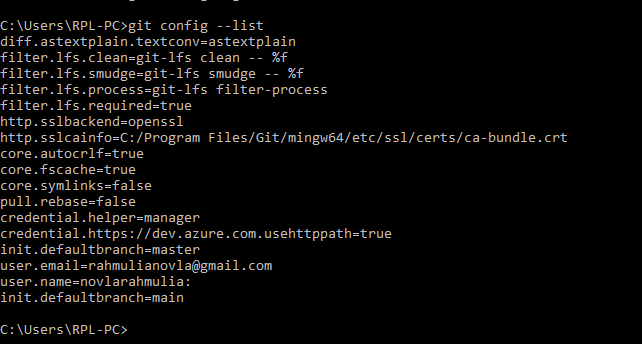 C:\Users\RPL-PC>git config --list
diff.astextplain.textconv=astextplain
filter.lfs.clean=git-lfs clean -- %f
filter.lfs.smudge=git-lfs smudge -- %f
filter.lfs.process=git-lfs filter-process
filter.lfs.required=true
http.sslbackend=openssl
http.sslcainfo=C:/Program Files/Git/mingw64/etc/ssl/certs/ca-bundle.crt
core.autocrlf=true
core.fscache=true
core.symlinks=false
pull.rebase=false
credential.helper=manager
credential.https://dev.azure.com.usehttppath=true
init.defaultbranch=master
user.email=rahmulianovla@gmail.com
user.name=novlarahmulia:
init.defaultbranch=main
C:\Users\RPL-PC>